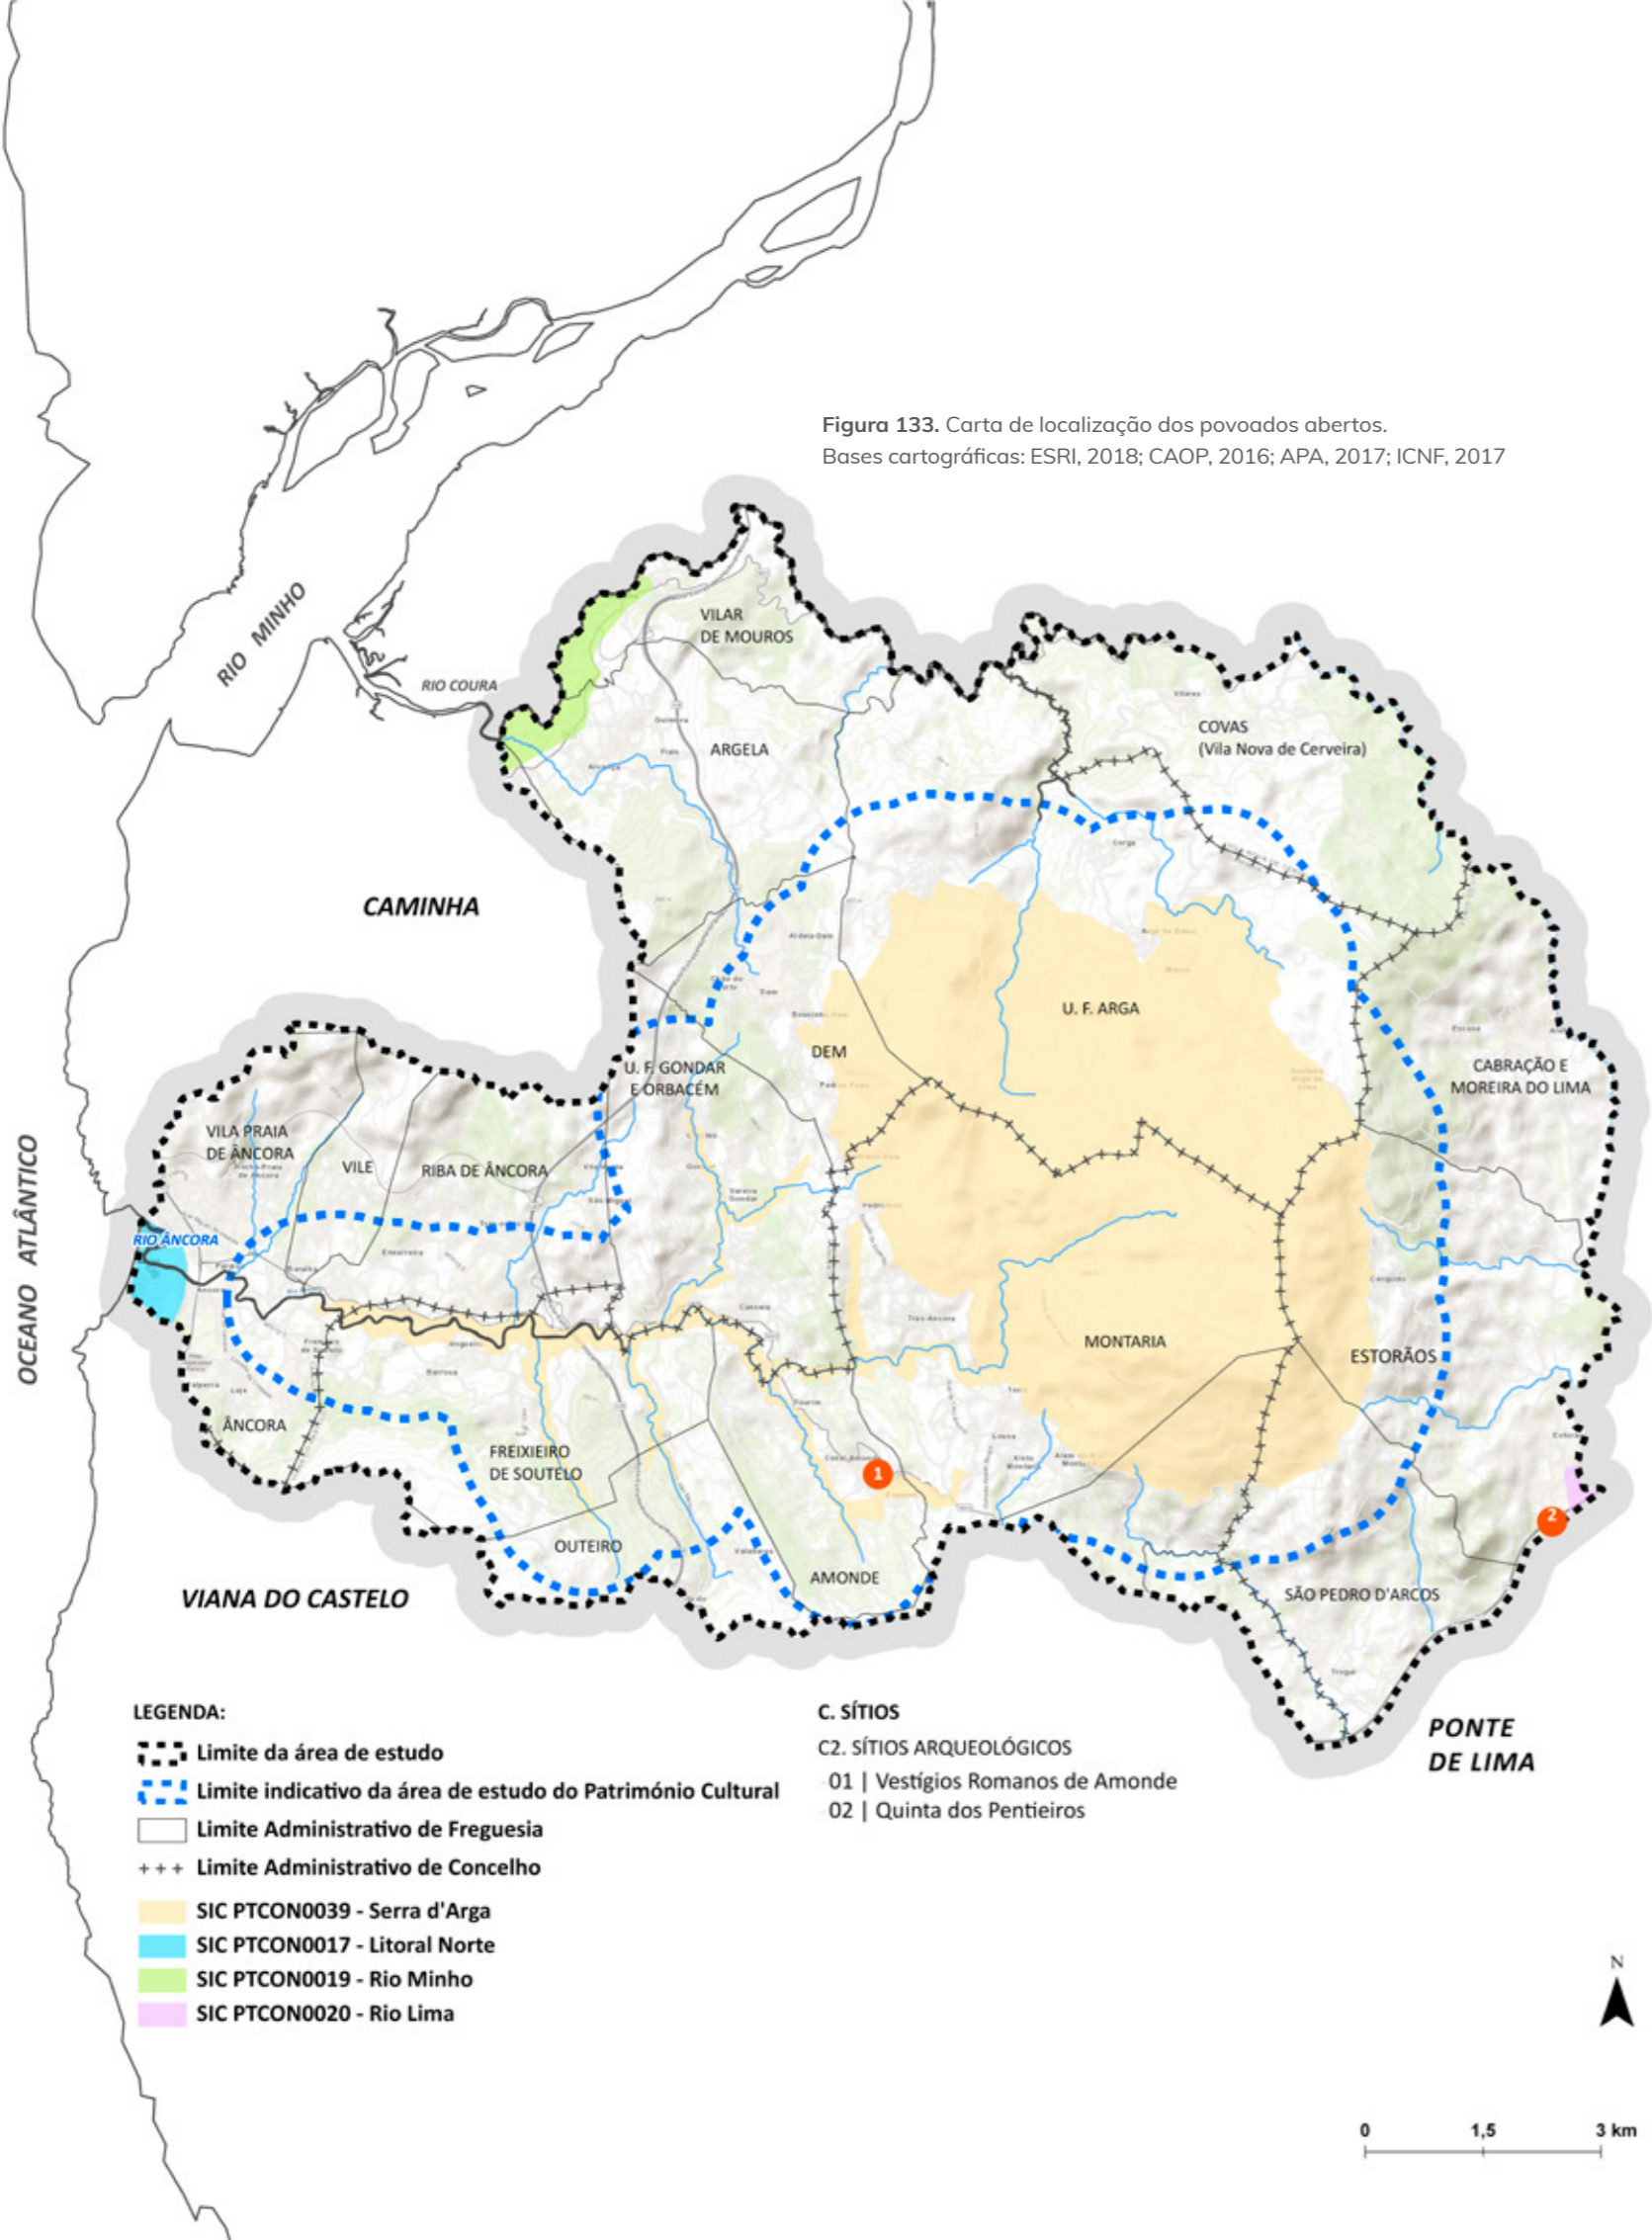 Figura 133. Carta de localização dos povoados abertos.
Bases cartográficas: ESRI, 2018; CAOP, 2016; APA, 2017; ICNF, 2017
RIO MINHO
RIO COURA
VILAR
DE MOUROS
ARGELA
COVAS
(Vila Nova de Cerveira)
CAMINHA
U. F. ARGA
DEM
U. F. GONDAR
E ORBACÉM
CABRAÇÃO E
MOREIRA DO LIMA
VILA PRAIA
DE ÂNCORA
VILE
RIBA DE ÂNCORA
OCEANO ATLÂNTICO
RIO ÂNCORA
MONTARIA
ESTORÃOS
ÂNCORA
FREIXIEIRO
DE SOUTELO
1
2
OUTEIRO
AMONDE
SÃO PEDRO D'ARCOS
VIANA DO CASTELO
PONTE
DE LIMA
LEGENDA:
Limite da área de estudo
Limite indicativo da área de estudo do Património Cultural
Limite Administrativo de Freguesia
+++ Limite Administrativo de Concelho
SIC PTCON0039 - Serra d'Arga
SIC PTCON0017 - Litoral Norte
SIC PTCON0019 - Rio Minho
SIC PTCON0020 - Rio Lima
C. SÍTIOS
C2. SÍTIOS ARQUEOLÓGICOS
01 | Vestígios Romanos de Amonde
02 | Quinta dos Pentieiros
N
0 1,5 3 km